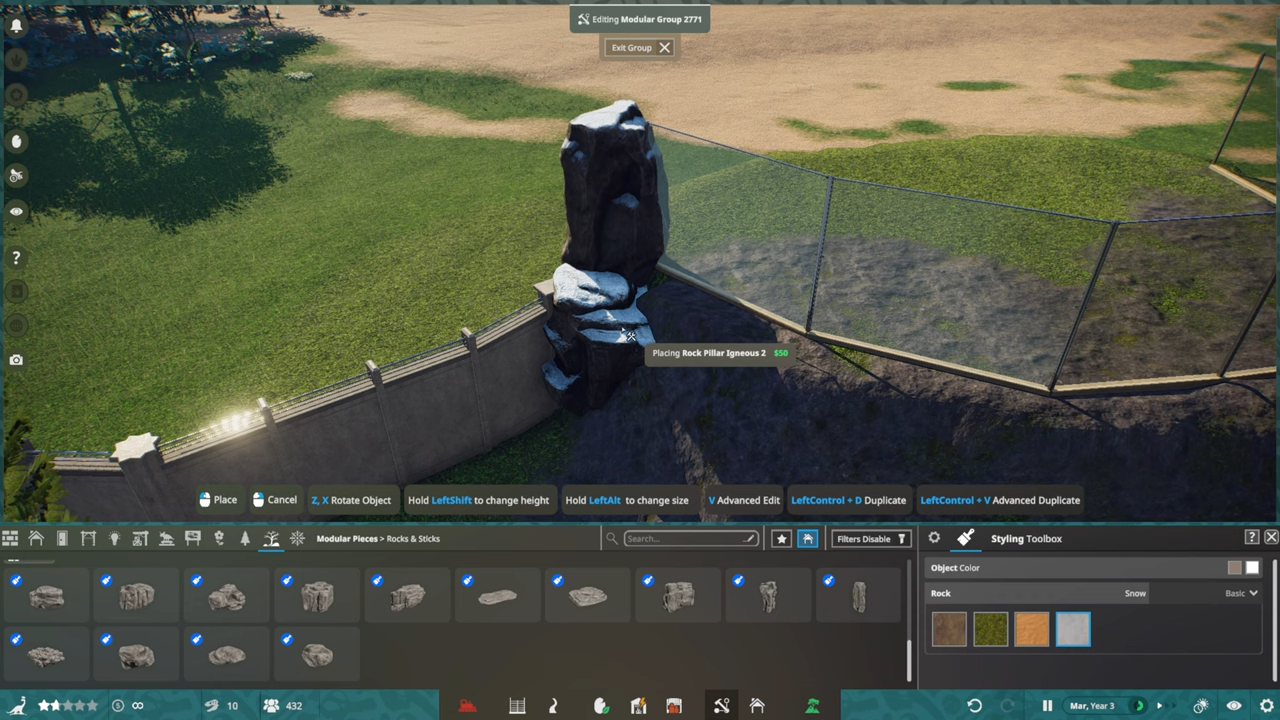 Editing Modular Group 2771
Exit Group
Placing Rock Pillar Igneous 2 $50
Place
Cancel
Z, X Rotate Object
Hold LeftShift to change height
Hold LeftAlt to change size
V Advanced Edit
LeftControl + D Duplicate
LeftControl + V Advanced Duplicate
Modular Pieces > Rocks & Sticks
Search...
Filters Disable
Styling Toolbox
?
Object Color
Rock
Snow
Basic
10
432
Mar, Year 3